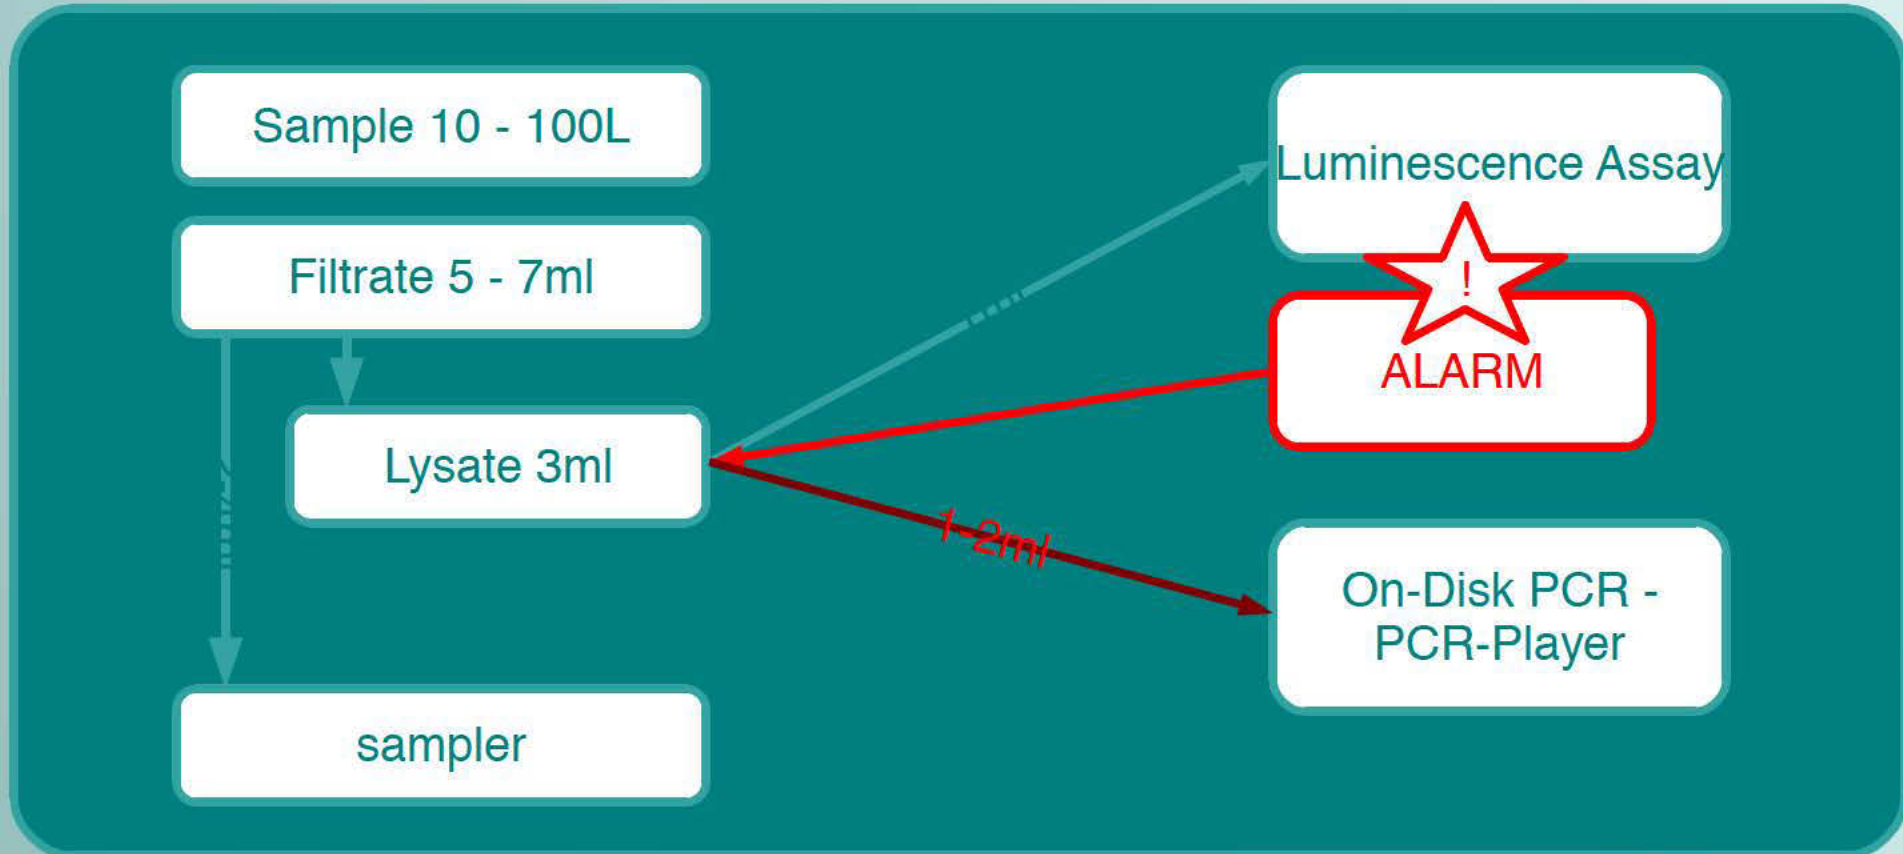 Sample 10 - 100L
Filtrate 5 - 7ml
Lysate 3ml
sampler
Luminescence Assay
!
ALARM
1-2ml
On-Disk PCR -
PCR-Player